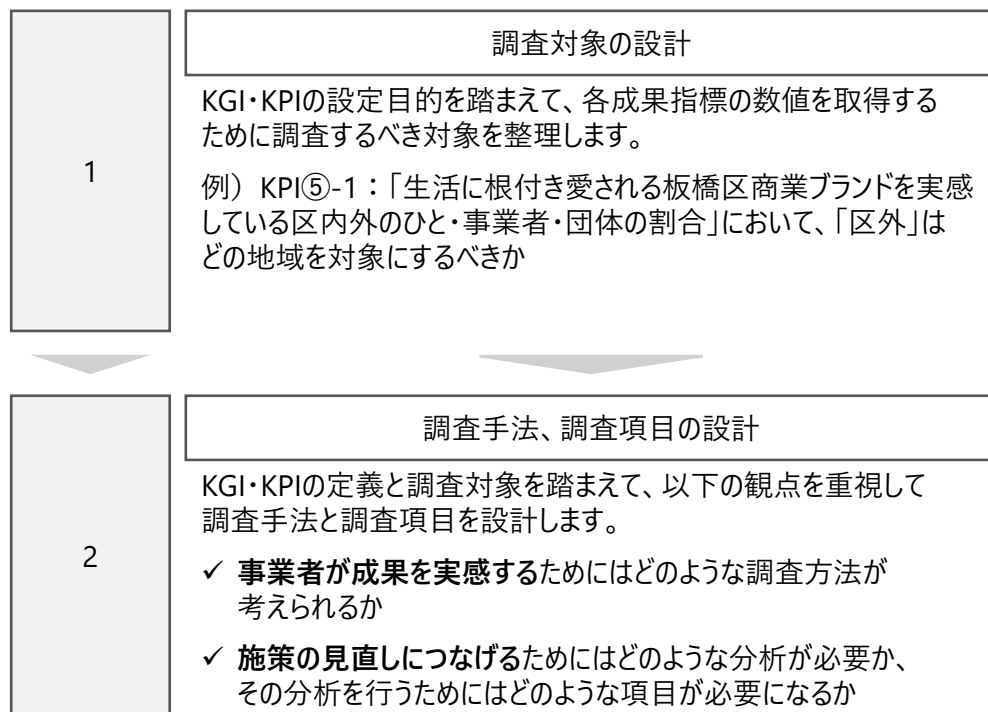 1
調査対象の設計
KGI･KPIの設定目的を踏まえて、各成果指標の数値を取得する
ために調査するべき対象を整理します。
例） KPI⑤-1：｢生活に根付き愛される板橋区商業ブランドを実感
している区内外のひと･事業者･団体の割合｣において、｢区外｣は
どの地域を対象にするべきか
2
調査手法、調査項目の設計
KGI･KPIの定義と調査対象を踏まえて、以下の観点を重視して
調査手法と調査項目を設計します。
✓ 事業者が成果を実感するためにはどのような調査方法が
考えられるか
✓ 施策の見直しにつなげるためにはどのような分析が必要か、
その分析を行うためにはどのような項目が必要になるか